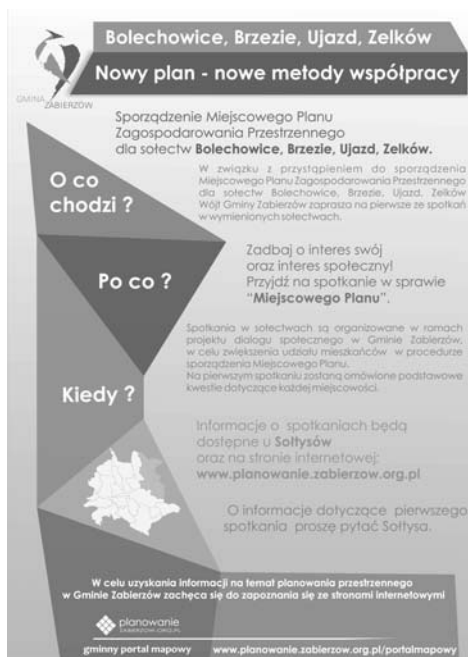 Bolechowice, Brzezie, Ujazd, Zelków
Nowy plan - nowe metody współpracy
GMINA ZABIERZÓW
Sporządzenie Miejscowego Planu
Zagospodarowania Przestrzennego
dla sołectw Bolechowice, Brzezie, Ujazd, Zelków.
O co
chodzi ?
W związku z przystąpieniem do sporządzenia
Miejscowego Planu Zagospodarowania Przestrzennego
dla sołectw Bolechowice, Brzezie, Ujazd, Zelków
Wójt Gminy Zabierzów zaprasza na pierwsze ze spotkań
w wymienionych sołectwach.
Po co ?
Zadbaj o interes swój
oraz interes społeczny!
Przyjdź na spotkanie w sprawie
"Miejscowego Planu".
Spotkania w sołectwach są organizowane w ramach
projektu dialogu społecznego w Gminie Zabierzów,
w celu zwiększenia udziału mieszkańców w procedurze
sporządzenia Miejscowego Planu.
Na pierwszym spotkaniu zostaną omówione podstawowe
kwestie dotyczące każdej miejscowości.
Kiedy ?
Informacje o spotkaniach będą
dostępne u Sołtysów
oraz na stronie internetowej:
www.planowanie.zabierzow.org.pl
O informacje dotyczące pierwszego
spotkania proszę pytać Sołtysa.
W celu uzyskania informacji na temat planowania przestrzennego
w Gminie Zabierzów zachęca się do zapoznania się ze stronami internetowymi
planowanie
ZABIERZOW.ORG.PL
gminny portal mapowy www.planowanie.zabierzow.org.pl/portalmapowy